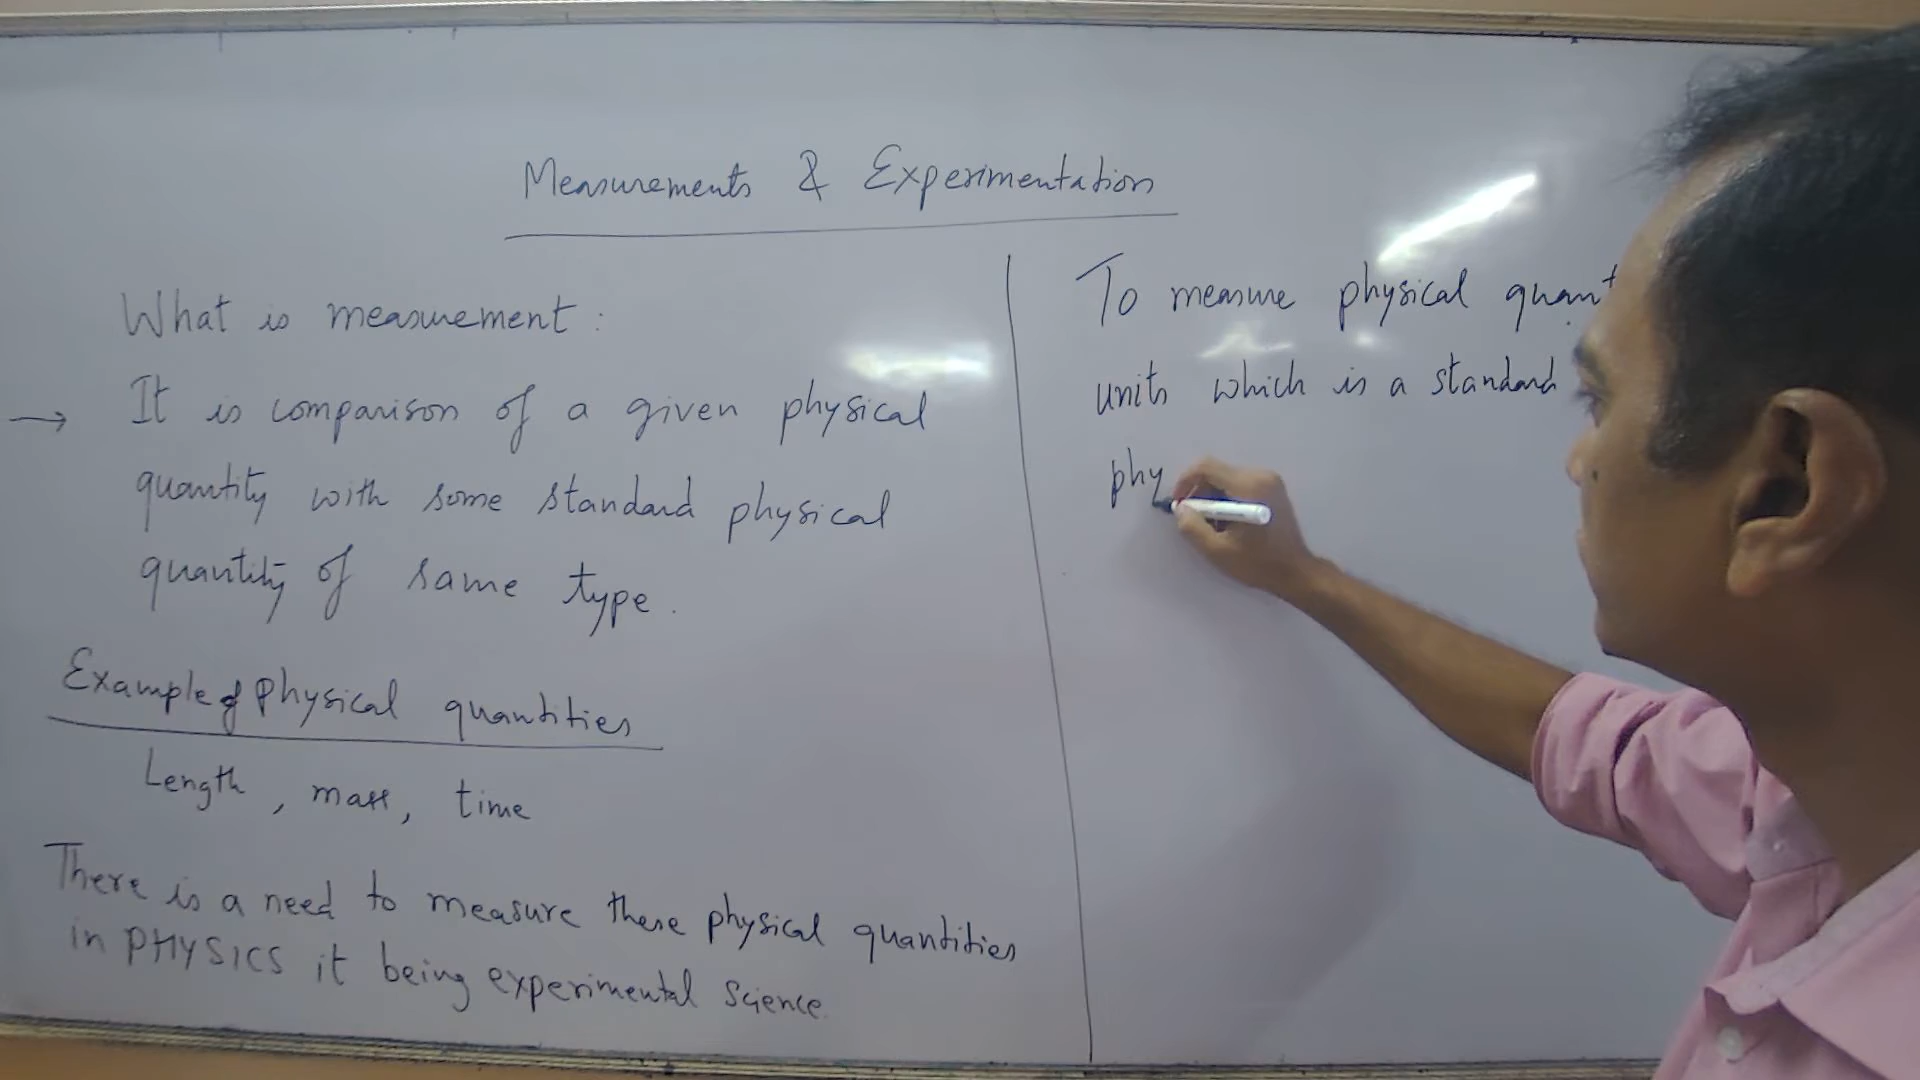 Measurements & Experimentation
What is measurement:
→ It is comparison of a given physical
quantity with some standard physical
quantity of same type.
Example of Physical quantities
Length, mass, time
There is a need to measure these physical quantities
in PHYSICS it being experimental science.
To measure physical quant
units which is a standard
phy